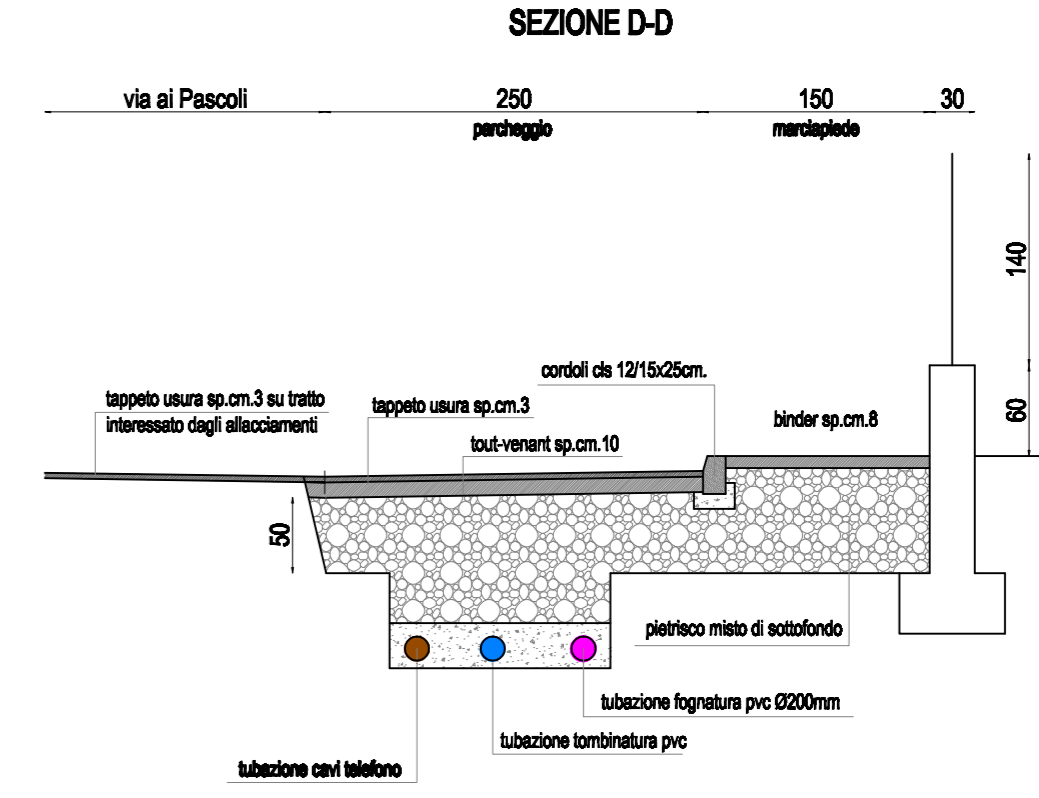 SEZIONE D-D
via ai Pascoli
250
150
30
parcheggio
marciapiede
140
cordoli cls 12/15x25cm.
tappeto usura sp.cm.3 su tratto
interessato dagli allacciamenti
tappeto usura sp.cm.3
binder sp.cm.8
60
tout-venant sp.cm.10
50
pietrisco misto di sottofondo
tubazione fognatura pvc Ø200mm
tubazione tombinatura pvc
tubazione cavi telefono